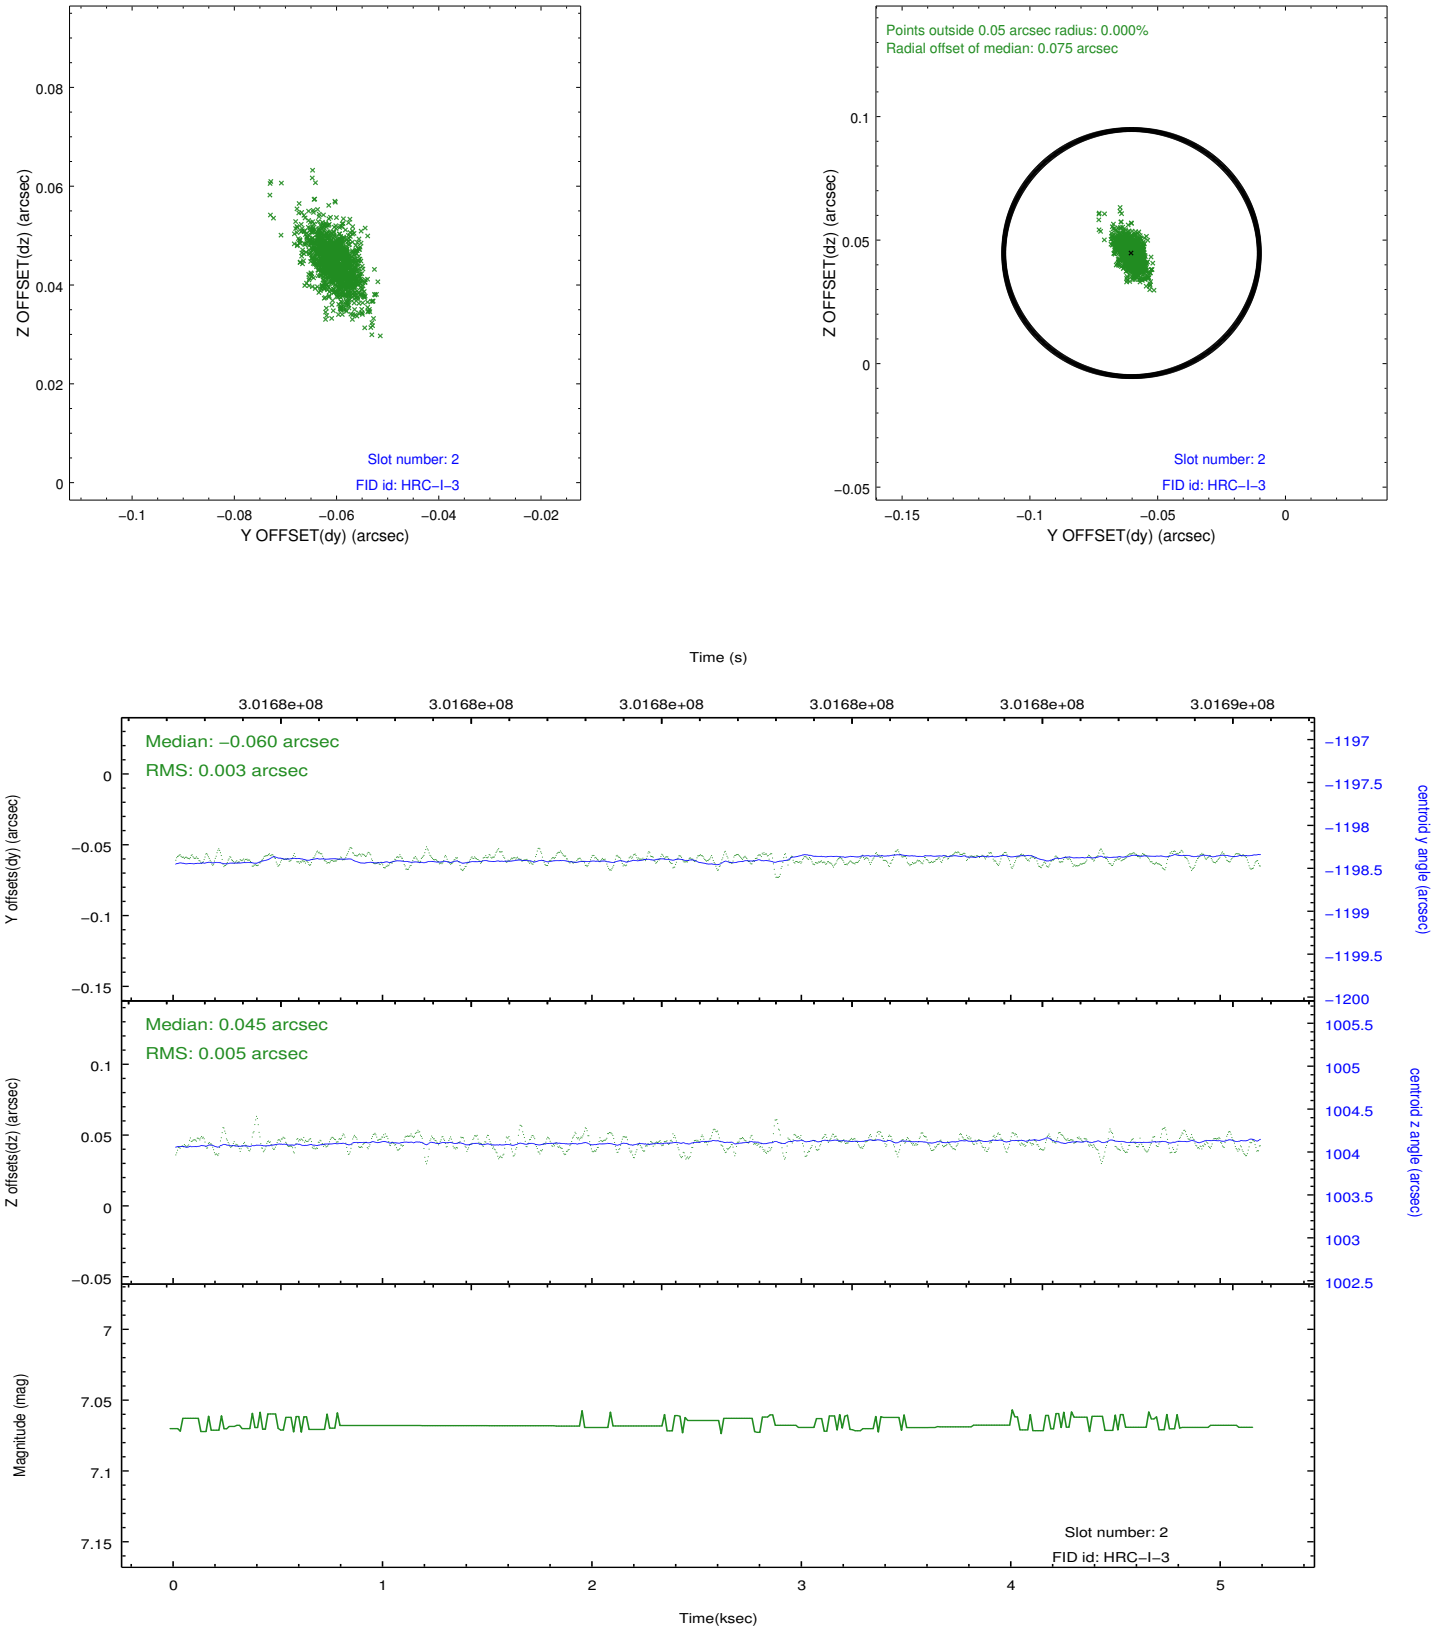 0.08
0.06
0.04
0.02
0
Z OFFSET(dz) (arcsec)
−0.1
−0.08
−0.06
−0.04
−0.02
Y OFFSET(dy) (arcsec)
Slot number: 2
FID id: HRC−I−3
Points outside 0.05 arcsec radius: 0.000%
Radial offset of median: 0.075 arcsec
0.1
0.05
0
−0.05
Z OFFSET(dz) (arcsec)
−0.15
−0.1
−0.05
0
Y OFFSET(dy) (arcsec)
Slot number: 2
FID id: HRC−I−3
Time (s)
3.0168e+08
3.0168e+08
3.0168e+08
3.0168e+08
3.0168e+08
3.0169e+08
Median: −0.060 arcsec
RMS: 0.003 arcsec
0
−0.05
−0.1
−0.15
Y offsets(dy) (arcsec)
−1197
−1197.5
−1198
−1198.5
−1199
−1199.5
−1200
centroid y angle (arcsec)
Median: 0.045 arcsec
RMS: 0.005 arcsec
0.1
0.05
0
−0.05
Z offsets(dz) (arcsec)
1005.5
1005
1004.5
1004
1003.5
1003
1002.5
centroid z angle (arcsec)
7
7.05
7.1
7.15
Magnitude (mag)
Slot number: 2
FID id: HRC−I−3
0
1
2
3
4
5
Time(ksec)